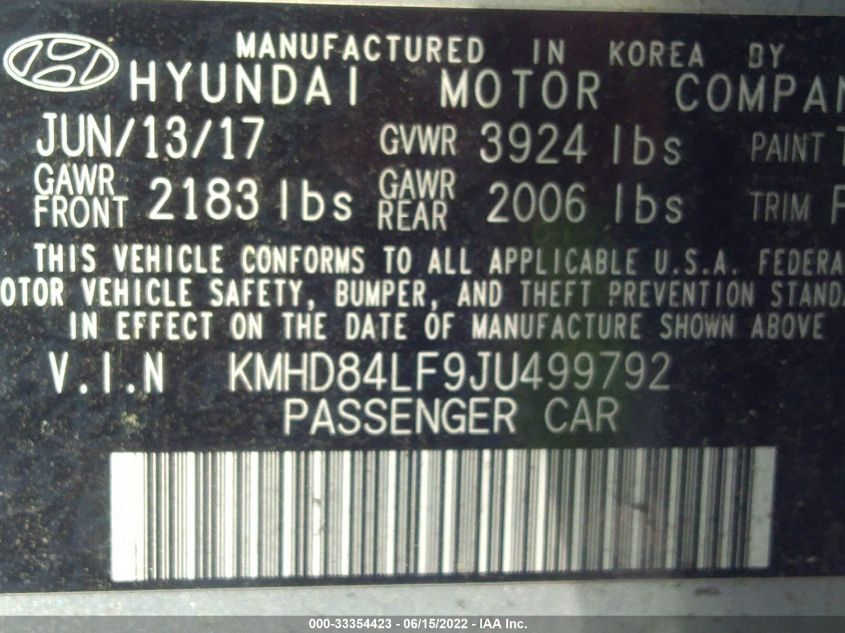 MANUFACTURED IN KOREA BY
HYUNDAI MOTOR COMPAN
JUN/13/17 GVWR 3924 lbs PAINT
GAWR FRONT 2183 lbs GAWR REAR 2006 lbs TRIM
THIS VEHICLE CONFORMS TO ALL APPLICABLE U.S.A. FEDERA
OTOR VEHICLE SAFETY, BUMPER, AND THEFT PREVENTION STANDA
IN EFFECT ON THE DATE OF MANUFACTURE SHOWN ABOVE
V.I.N KMHD84LF9JU499792
PASSENGER CAR
000-33354423 - 06/15/2022 - IAA Inc.